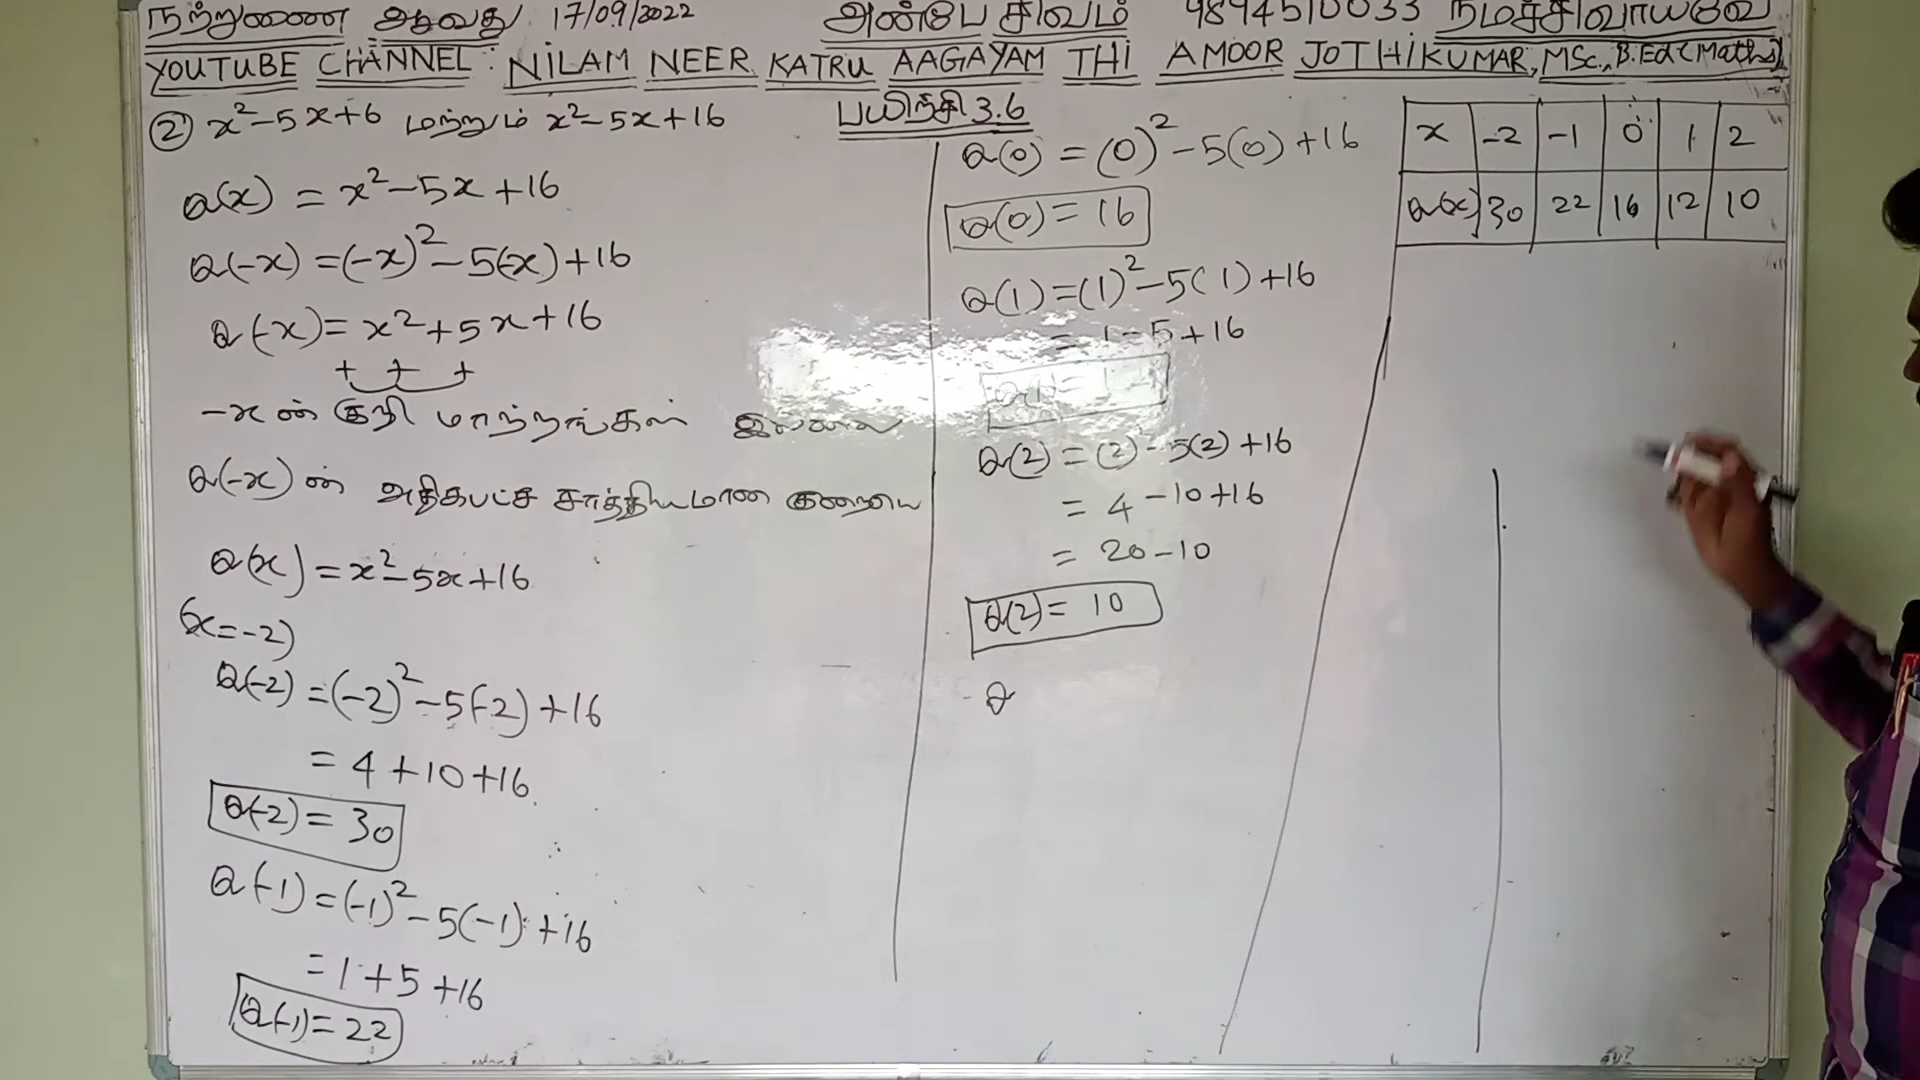 நற்றுணை ஆவது 17/09/2022 அன்பே சிவம் 9894510033 நமச்சிவாயவே
YOUTUBE CHANNEL : NILAM NEER KATRU AAGAYAM THI AMOOR JOTHIKUMAR, MSc., B.Ed (Maths)
② x²-5x+6 மற்றும் x²-5x+16 பயிற்சி 3.6
Q(x) = x²-5x+16
Q(-x) = (-x)²-5(-x)+16
Q(-x) = x²+5x+16
+ + +
-x ன் குறி மாற்றங்கள் இல்லை
Q(-x) ன் அதிகபட்ச சாத்தியமான குறையெ
Q(x) = x²-5x+16
(x=-2)
Q(-2) = (-2)²-5(-2)+16
= 4+10+16
Q(-2) = 30
Q(-1) = (-1)²-5(-1)+16
= 1+5+16
Q(-1) = 22
Q(0) = (0)²-5(0)+16
Q(0) = 16
Q(1) = (1)²-5(1)+16
= 1-5+16
Q(2) = (2)²-5(2)+16
= 4-10+16
= 20-10
Q(2) = 10
Q
x -2 -1 0 1 2
Q(x) 30 22 16 12 10